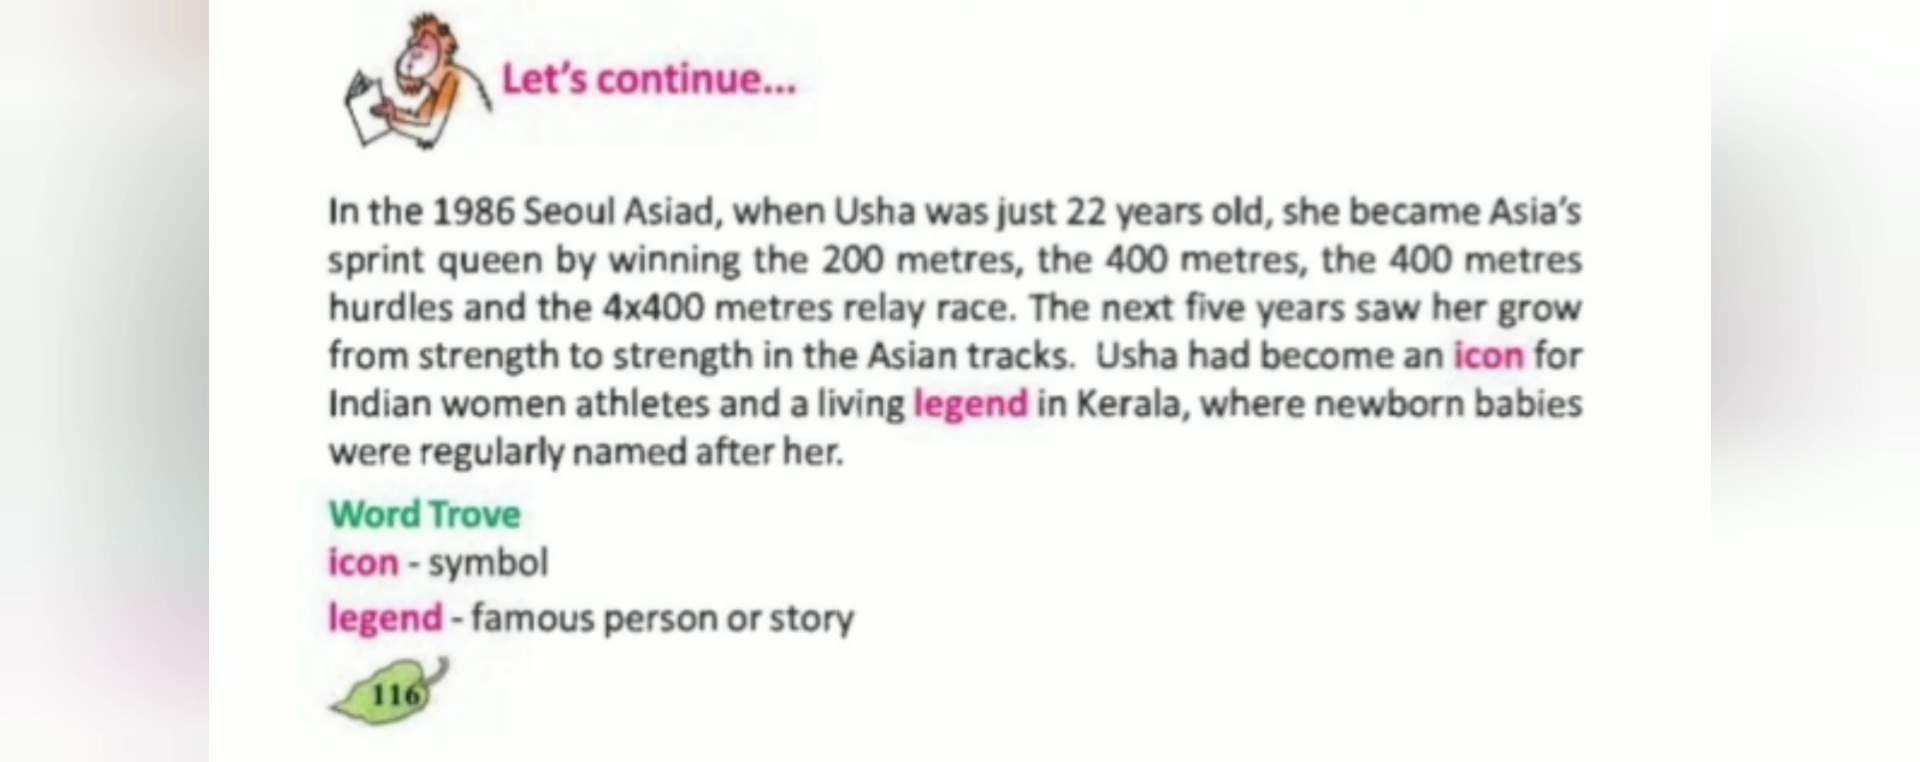 Let's continue...
In the 1986 Seoul Asiad, when Usha was just 22 years old, she became Asia's
sprint queen by winning the 200 metres, the 400 metres, the 400 metres
hurdles and the 4x400 metres relay race. The next five years saw her grow
from strength to strength in the Asian tracks. Usha had become an icon for
Indian women athletes and a living legend in Kerala, where newborn babies
were regularly named after her.
Word Trove
icon - symbol
legend - famous person or story
116